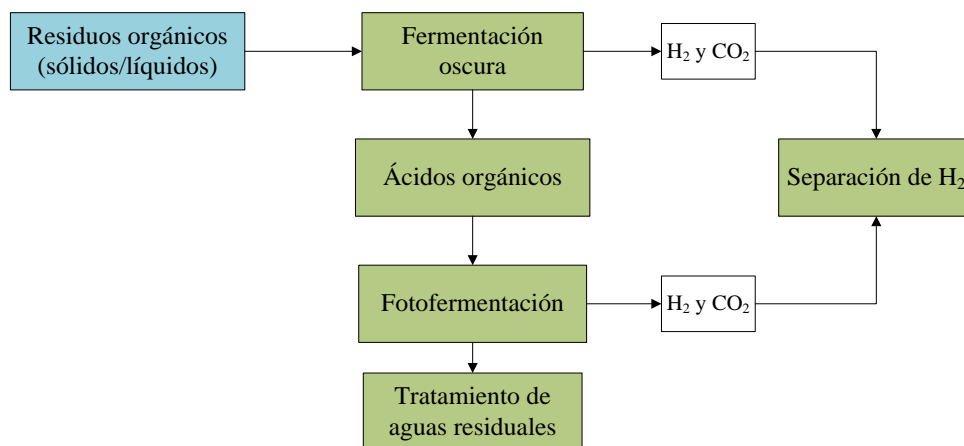 Residuos orgánicos
(sólidos/líquidos)
Fermentación
oscura
H₂ y CO₂
Ácidos orgánicos
Separación de H₂
Fotofermentación
H₂ y CO₂
Tratamiento de
aguas residuales